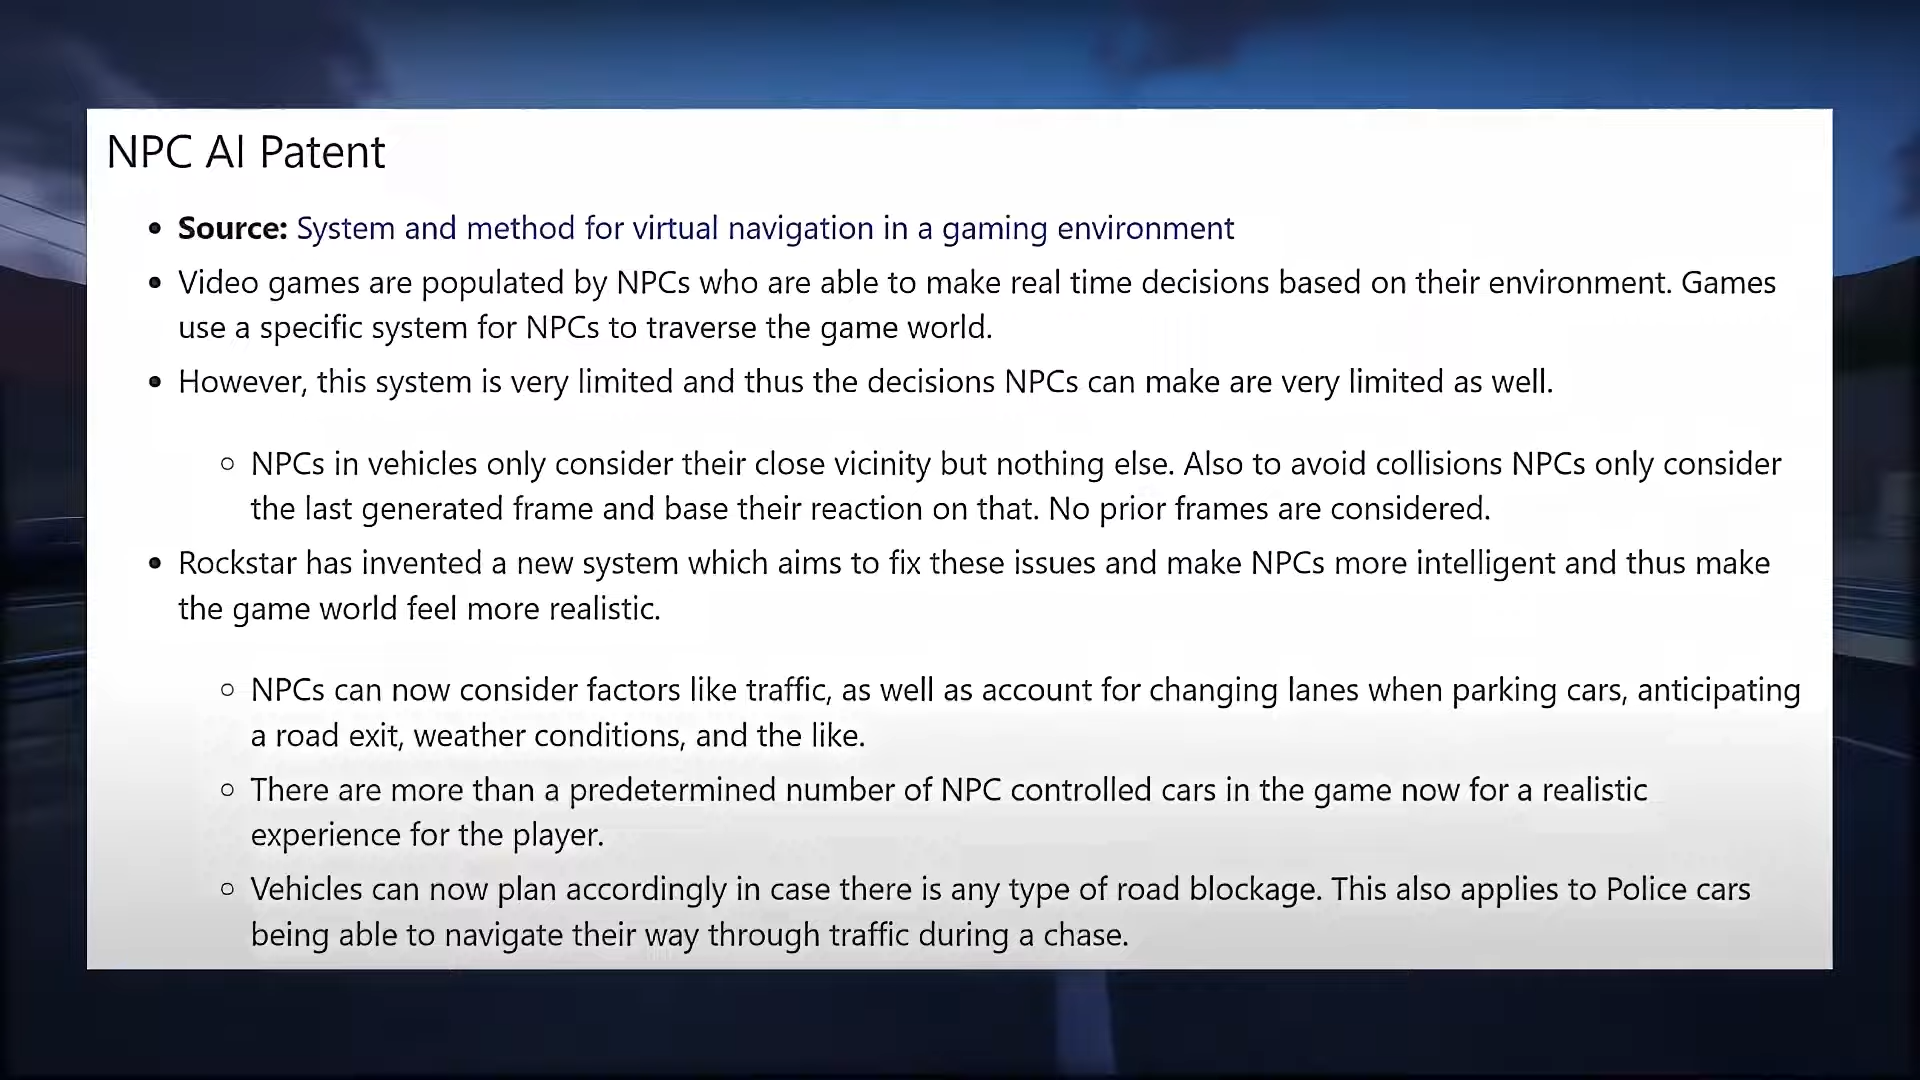 NPC AI Patent
• Source: System and method for virtual navigation in a gaming environment
• Video games are populated by NPCs who are able to make real time decisions based on their environment. Games
use a specific system for NPCs to traverse the game world.
• However, this system is very limited and thus the decisions NPCs can make are very limited as well.
○ NPCs in vehicles only consider their close vicinity but nothing else. Also to avoid collisions NPCs only consider
the last generated frame and base their reaction on that. No prior frames are considered.
• Rockstar has invented a new system which aims to fix these issues and make NPCs more intelligent and thus make
the game world feel more realistic.
○ NPCs can now consider factors like traffic, as well as account for changing lanes when parking cars, anticipating
a road exit, weather conditions, and the like.
○ There are more than a predetermined number of NPC controlled cars in the game now for a realistic
experience for the player.
○ Vehicles can now plan accordingly in case there is any type of road blockage. This also applies to Police cars
being able to navigate their way through traffic during a chase.